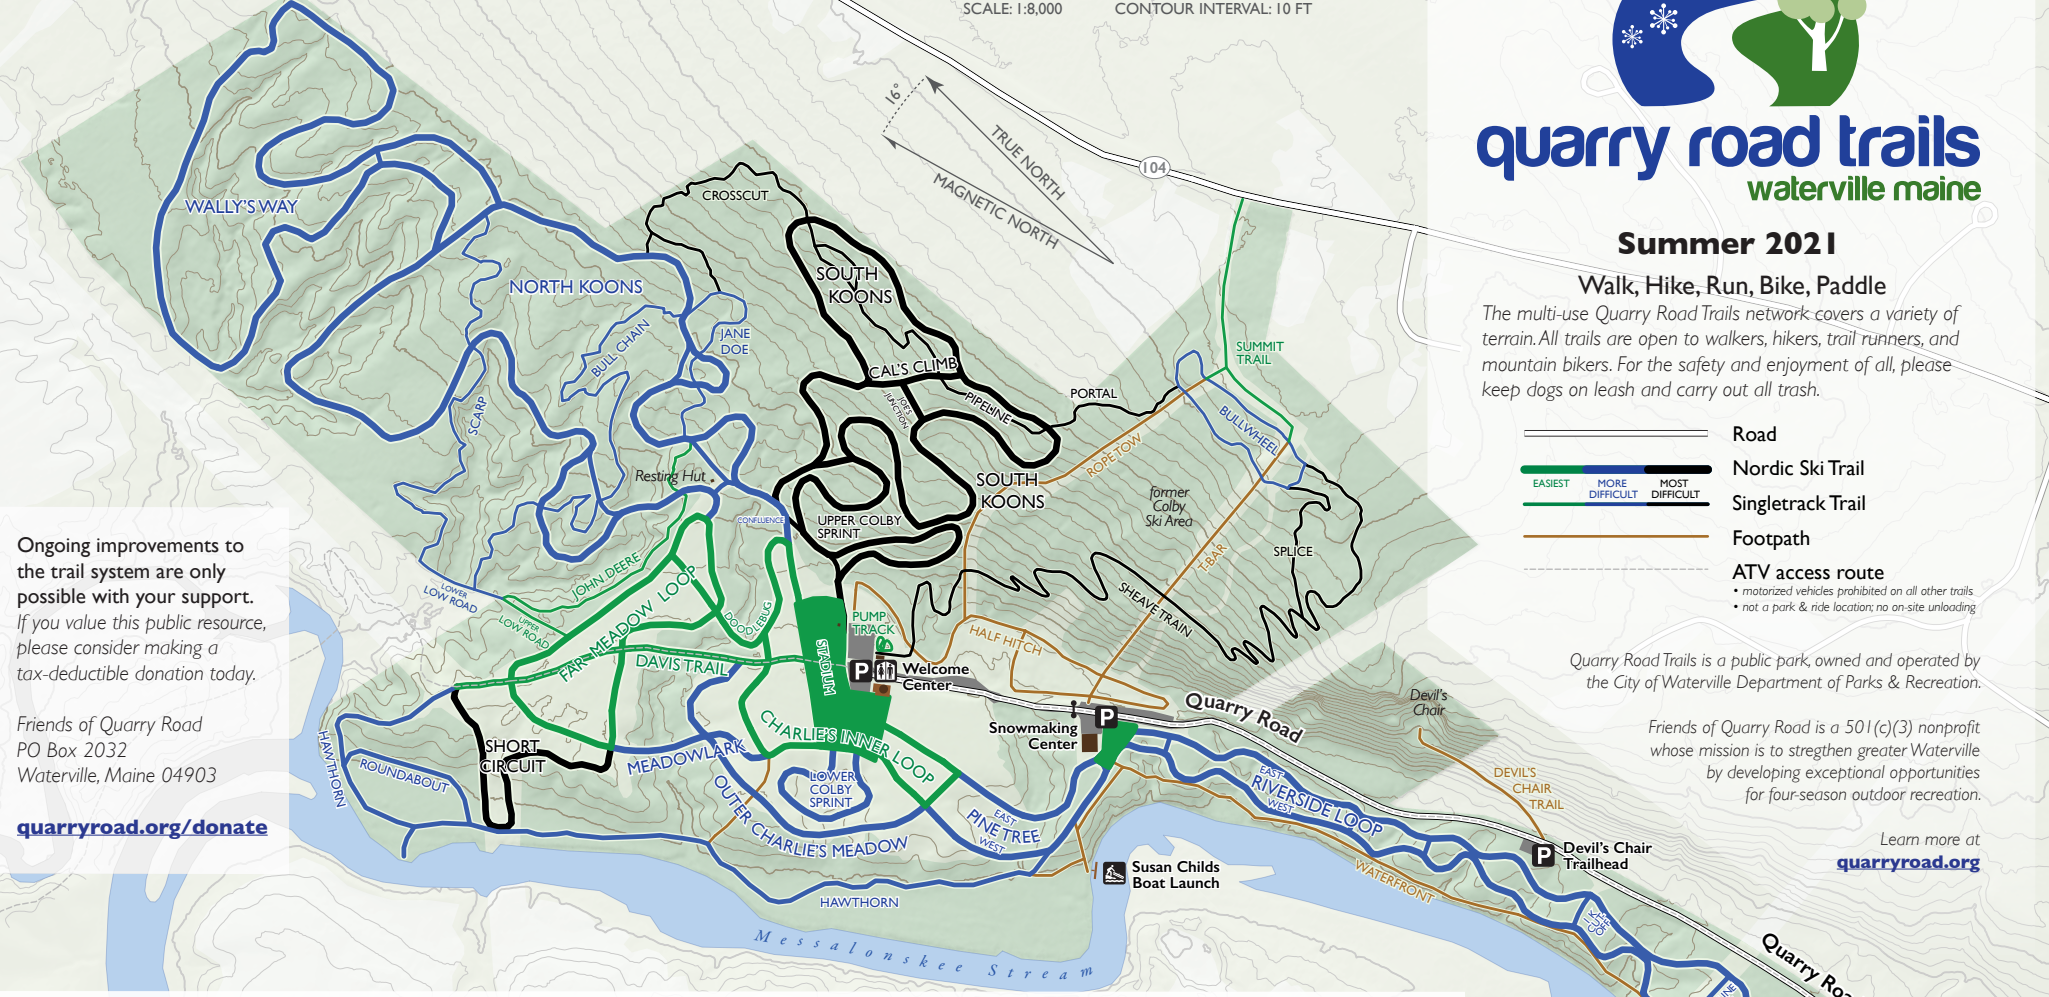 SCALE: 1:8,000
CONTOUR INTERVAL: 10 FT
16°
TRUE NORTH
MAGNETIC NORTH
104
quarry road trails
waterville maine
Summer 2021
Walk, Hike, Run, Bike, Paddle
The multi-use Quarry Road Trails network covers a variety of
terrain. All trails are open to walkers, hikers, trail runners, and
mountain bikers. For the safety and enjoyment of all, please
keep dogs on leash and carry out all trash.
Road
Nordic Ski Trail
EASIEST
MORE
DIFFICULT
MOST
DIFFICULT
Singletrack Trail
Footpath
ATV access route
• motorized vehicles prohibited on all other trails
• not a park & ride location; no on-site unloading
Quarry Road Trails is a public park, owned and operated by
the City of Waterville Department of Parks & Recreation.
Friends of Quarry Road is a 501(c)(3) nonprofit
whose mission is to stregthen greater Waterville
by developing exceptional opportunities
for four-season outdoor recreation.
Learn more at
quarryroad.org
Ongoing improvements to
the trail system are only
possible with your support.
If you value this public resource,
please consider making a
tax-deductible donation today.
Friends of Quarry Road
PO Box 2032
Waterville, Maine 04903
quarryroad.org/donate
WALLY'S WAY
CROSSCUT
NORTH KOONS
SOUTH
KOONS
JANE
DOE
BULL CHAIN
SCARP
CAL'S CLIMB
JOE'S
JUNCTION
PIPELINE
PORTAL
SUMMIT
TRAIL
BULLWHEEL
ROPE TOW
Resting Hut
SOUTH
KOONS
former
Colby
Ski Area
CONFLUENCE
UPPER COLBY
SPRINT
T-BAR
SPLICE
JOHN DEERE
LOWER
LOW ROAD
UPPER
LOW ROAD
FAR MEADOW LOOP
DOODLEBUG
PUMP
TRACK
SHEAVE TRAIN
HALF HITCH
DAVIS TRAIL
STADIUM
P
Welcome
Center
Quarry Road
Devil's
Chair
P
Snowmaking
Center
CHARLIE'S INNER LOOP
SHORT
CIRCUIT
MEADOWLARK
HAWTHORN
ROUNDABOUT
LOWER
COLBY
SPRINT
OUTER CHARLIE'S MEADOW
EAST
PINE TREE
WEST
EAST
RIVERSIDE LOOP
WEST
DEVIL'S
CHAIR
TRAIL
P
Devil's Chair
Trailhead
Susan Childs
Boat Launch
WATERFRONT
HAWTHORN
Messalonskee Stream
Quarry Roa